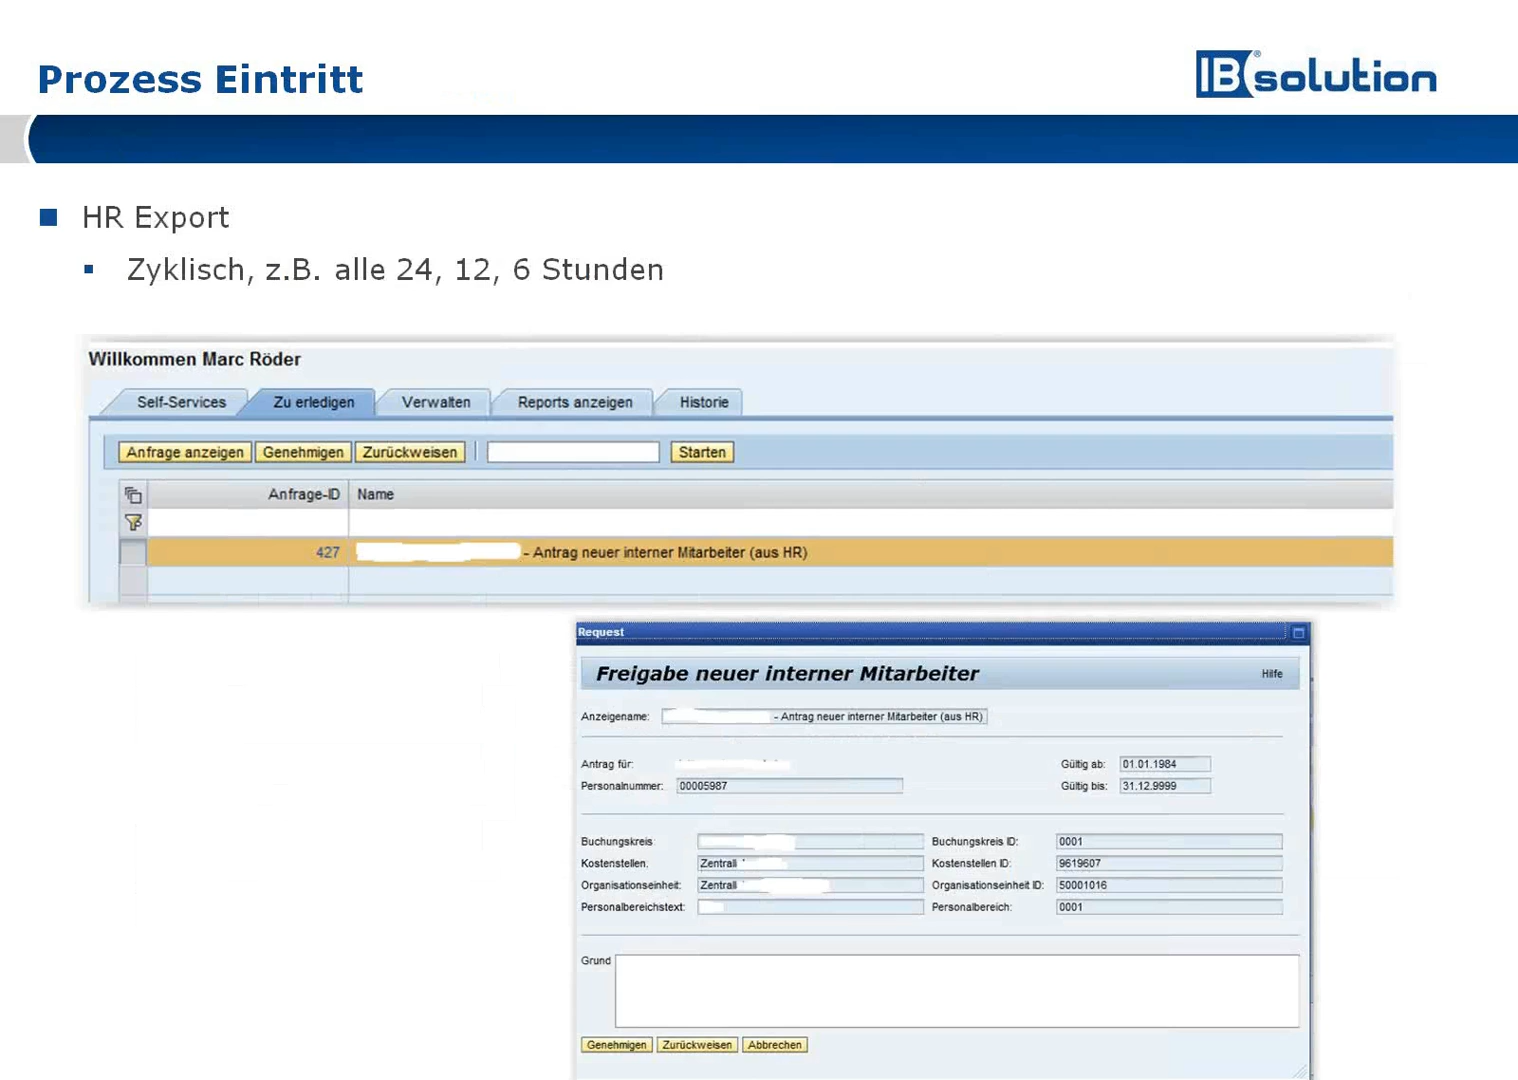 Prozess Eintritt
IBsolution®
HR Export
Zyklisch, z.B. alle 24, 12, 6 Stunden
Willkommen Marc Röder
Self-Services Zu erledigen Verwalten Reports anzeigen Historie
Anfrage anzeigen Genehmigen Zurückweisen Starten
Anfrage-ID Name
427 - Antrag neuer interner Mitarbeiter (aus HR)
Request
Freigabe neuer interner Mitarbeiter Hilfe
Anzeigename: - Antrag neuer interner Mitarbeiter (aus HR)
Antrag für: Gültig ab: 01.01.1984
Personalnummer: 00005987 Gültig bis: 31.12.9999
Buchungskreis: Buchungskreis ID: 0001
Kostenstellen: Zentrall Kostenstellen ID: 9619607
Organisationseinheit: Zentrall Organisationseinheit ID: 50001016
Personalbereichstext: Personalbereich: 0001
Grund
Genehmigen Zurückweisen Abbrechen